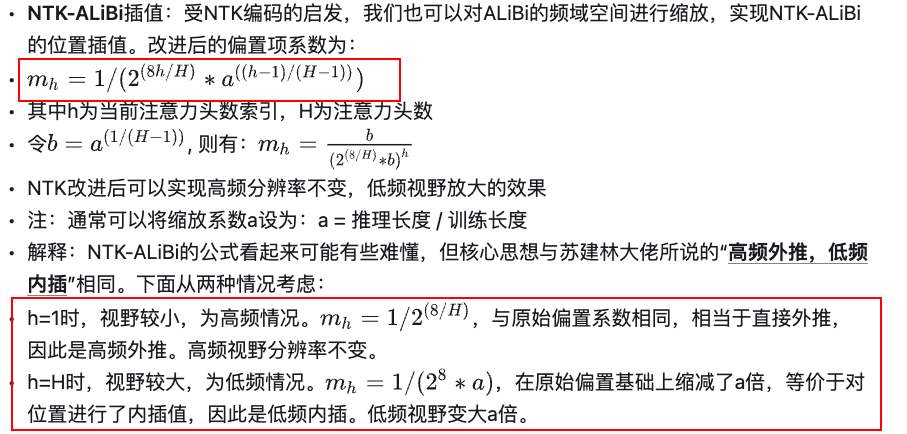 • NTK-ALiBi插值：受NTK编码的启发，我们也可以对ALiBi的频域空间进行缩放，实现NTK-ALiBi
的位置插值。改进后的偏置项系数为：
• m_h = 1/(2^{(8h/H)} * a^{((h-1)/(H-1))})
• 其中h为当前注意力头数索引，H为注意力头数
• 令b = a^{(1/(H-1))}, 则有：m_h = \frac{b}{(2^{(8/H)}*b)^h}
• NTK改进后可以实现高频分辨率不变，低频视野放大的效果
• 注：通常可以将缩放系数a设为：a = 推理长度 / 训练长度
• 解释：NTK-ALiBi的公式看起来可能有些难懂，但核心思想与苏建林大佬所说的“高频外推，低频
内插”相同。下面从两种情况考虑：
• h=1时，视野较小，为高频情况。m_h = 1/2^{(8/H)}，与原始偏置系数相同，相当于直接外推，
因此是高频外推。高频视野分辨率不变。
• h=H时，视野较大，为低频情况。m_h = 1/(2^8 * a)，在原始偏置基础上缩减了a倍，等价于对
位置进行了内插值，因此是低频内插。低频视野变大a倍。